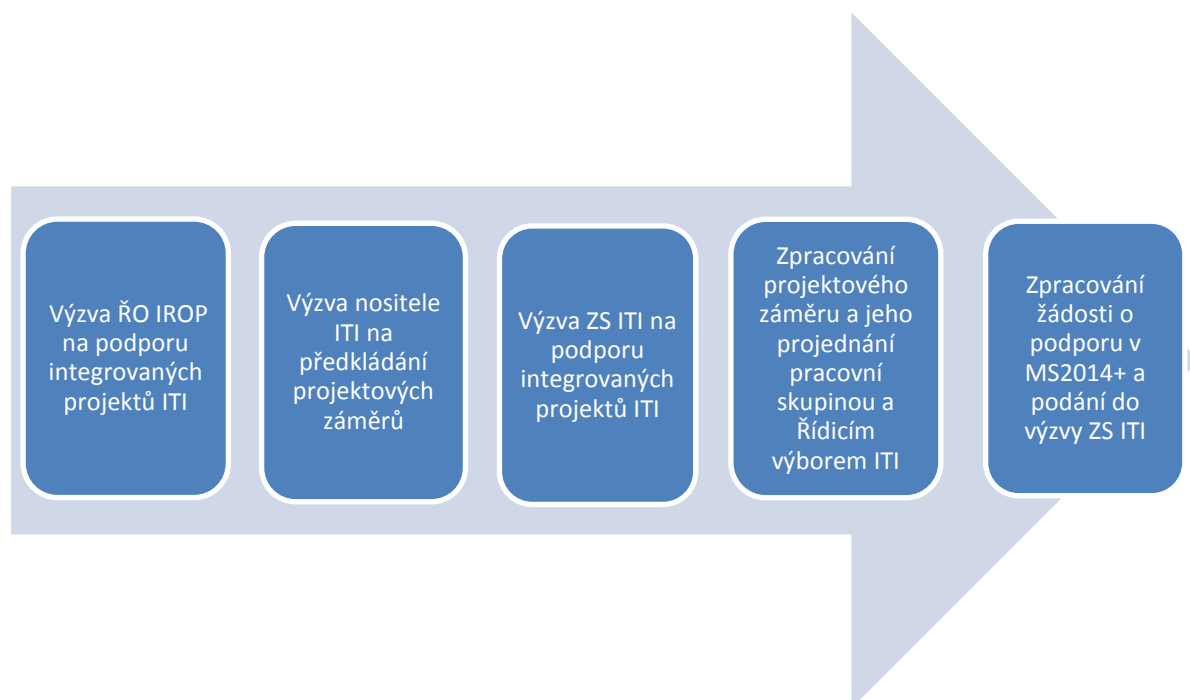 Výzva ŘO IROP
na podporu
integrovaných
projektů ITI
Výzva nositele
ITI na
předkládání
projektových
záměrů
Výzva ZS ITI na
podporu
integrovaných
projektů ITI
Zpracování
projektového
záměru a jeho
projednání
pracovní
skupinou a
Řídicím
výborem ITI
Zpracování
žádosti o
podporu v
MS2014+ a
podání do
výzvy ZS ITI